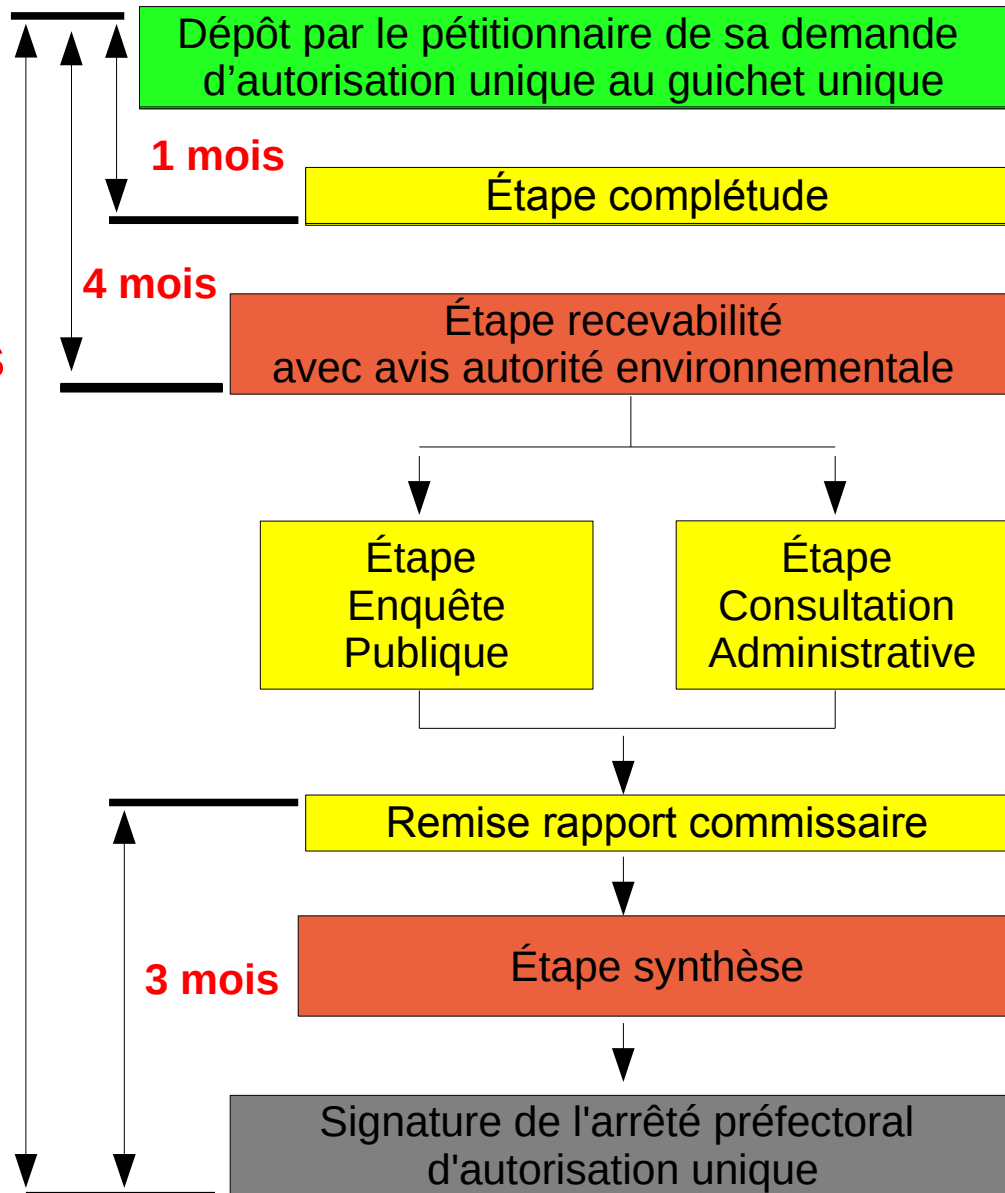 Dépôt par le pétitionnaire de sa demande
d’autorisation unique au guichet unique
1 mois
Étape complétude
4 mois
Étape recevabilité
avec avis autorité environnementale
Étape
Enquête
Publique
Étape
Consultation
Administrative
Remise rapport commissaire
3 mois
Étape synthèse
Signature de l'arrêté préfectoral
d'autorisation unique